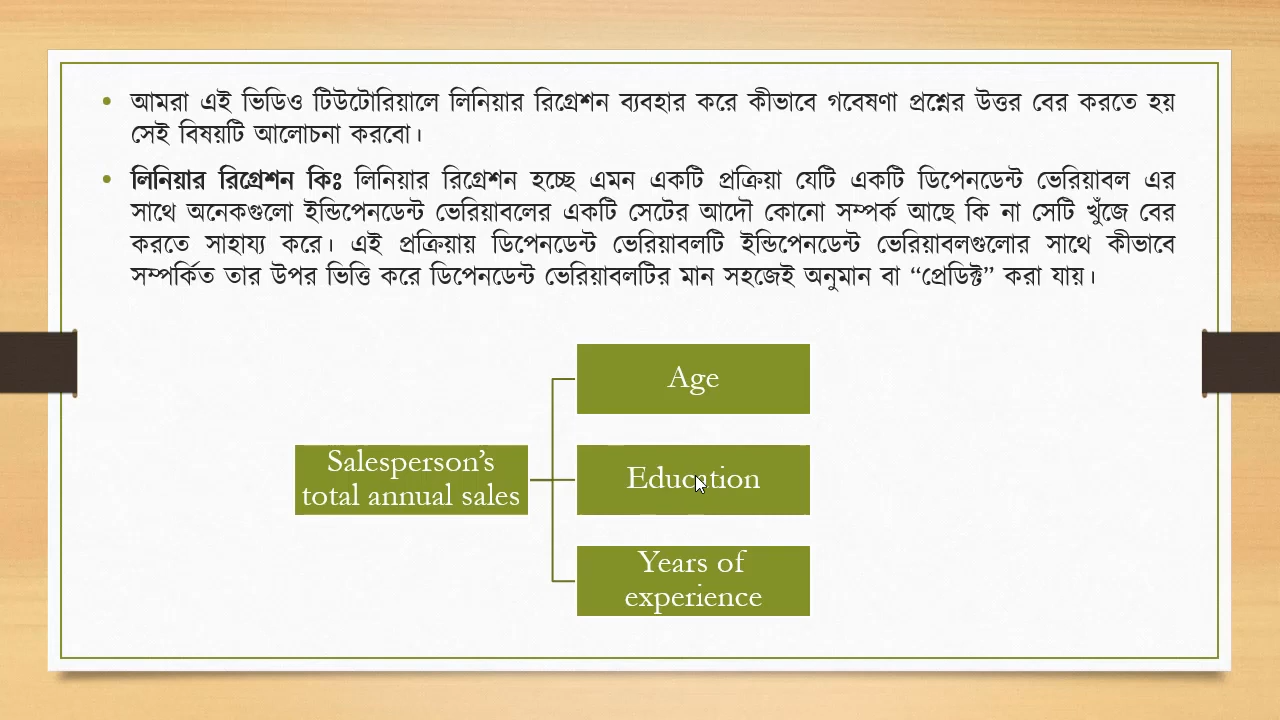 • আমরা এই ভিডিও টিউটোরিয়ালে লিনিয়ার রিগ্রেশন ব্যবহার করে কীভাবে গবেষণা প্রশ্নের উত্তর বের করতে হয়
সেই বিষয়টি আলোচনা করবো।
• লিনিয়ার রিগ্রেশন কিঃ লিনিয়ার রিগ্রেশন হচ্ছে এমন একটি প্রক্রিয়া যেটি একটি ডিপেনডেন্ট ভেরিয়াবল এর
সাথে অনেকগুলো ইন্ডিপেনডেন্ট ভেরিয়াবলের একটি সেটের আদৌ কোনো সম্পর্ক আছে কি না সেটি খুঁজে বের
করতে সাহায্য করে। এই প্রক্রিয়ায় ডিপেনডেন্ট ভেরিয়াবলটি ইন্ডিপেনডেন্ট ভেরিয়াবলগুলোর সাথে কীভাবে
সম্পর্কিত তার উপর ভিত্তি করে ডিপেনডেন্ট ভেরিয়াবলটির মান সহজেই অনুমান বা “প্রেডিক্ট” করা যায়।
Salesperson’s
total annual sales
Age
Education
Years of
experience